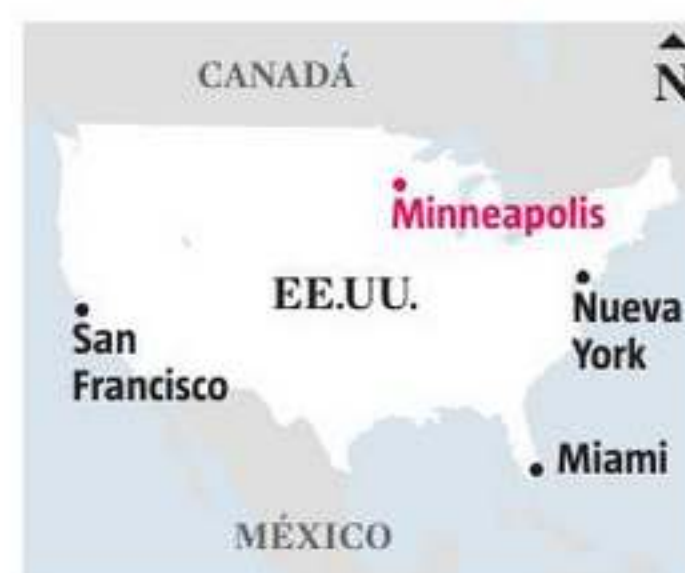 CANADÁ
N
Minneapolis
EE.UU.
San
Francisco
Nueva
York
Miami
MÉXICO